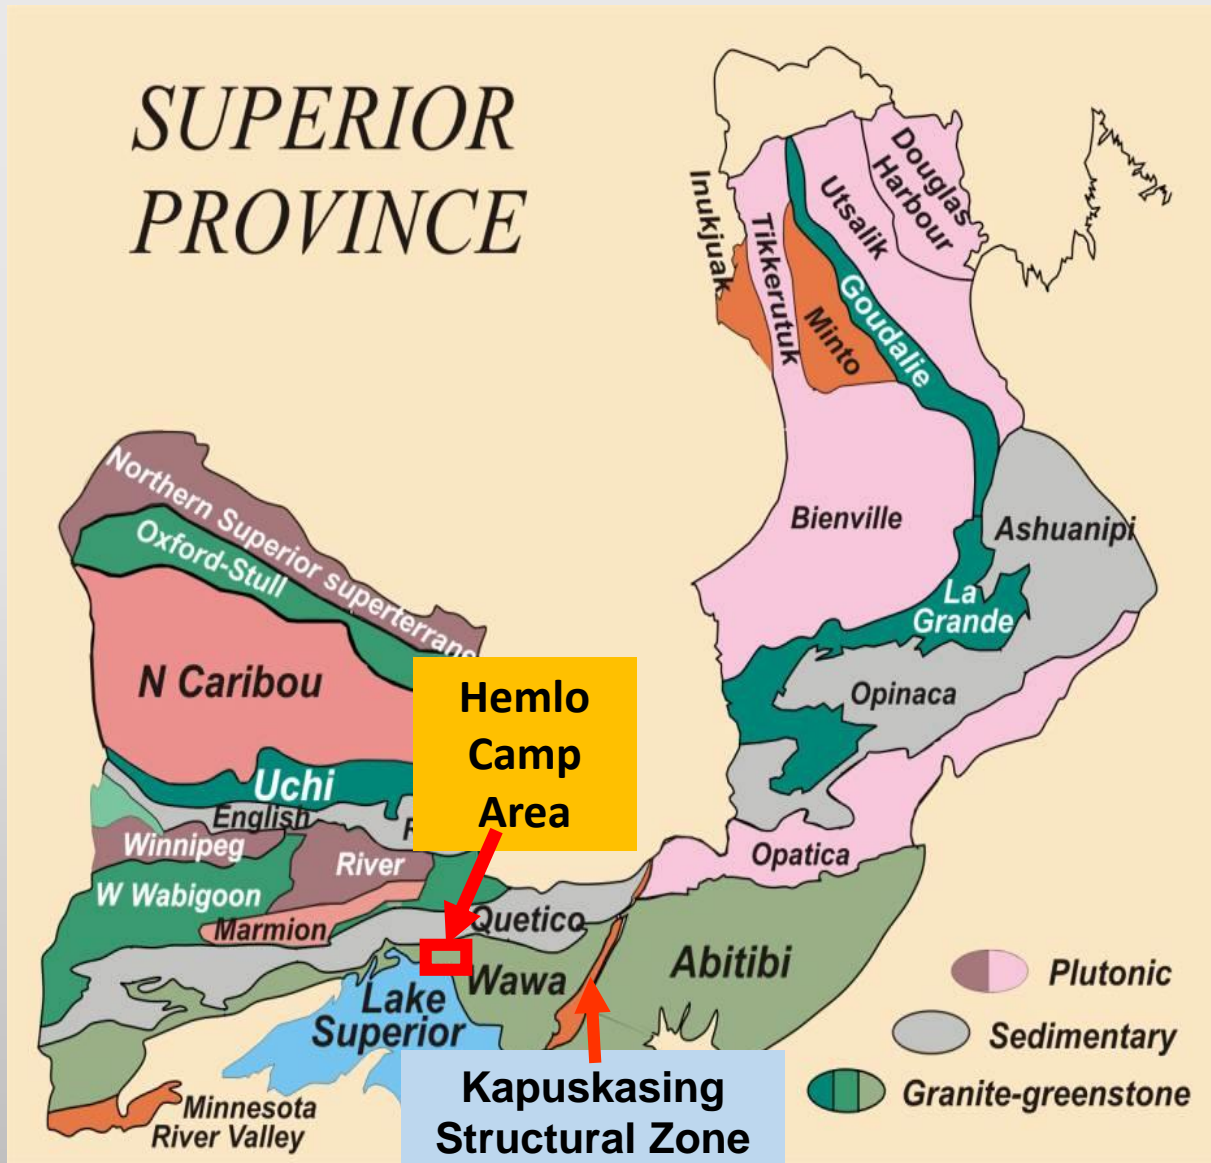 SUPERIOR
PROVINCE
Inukjuak
Tikkerutuk
Minto
Goudalie
Utsalik
Douglas
Harbour
Bienville
Ashuanipi
La
Grande
Opinaca
Opatica
Abitibi
Northern Superior superterrane
Oxford-Stull
N Caribou
Hemlo
Camp
Area
Uchi
English R
Winnipeg
River
W Wabigoon
Marmion
Quetico
Wawa
Lake
Superior
Minnesota
River Valley
Kapuskasing
Structural Zone
Plutonic
Sedimentary
Granite-greenstone